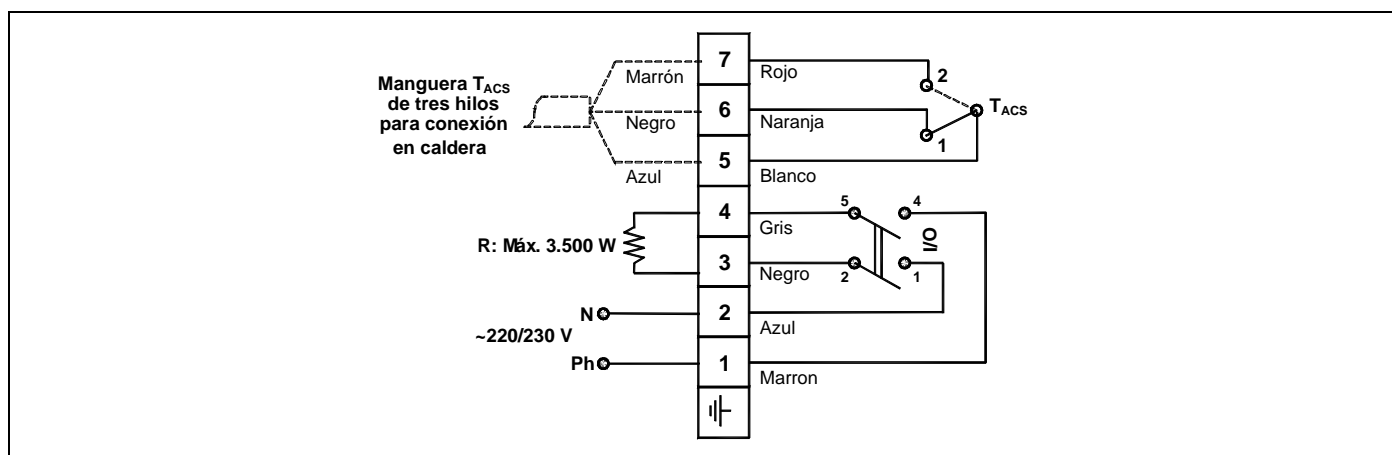 7
Rojo
2
Marrón
Manguera TACS
de tres hilos
para conexión
en caldera
6
Naranja
TACS
Negro
1
5
Blanco
Azul
4
Gris
5
4
R: Máx. 3.500 W
I/O
3
Negro
2
1
N
2
Azul
~220/230 V
Ph
1
Marron